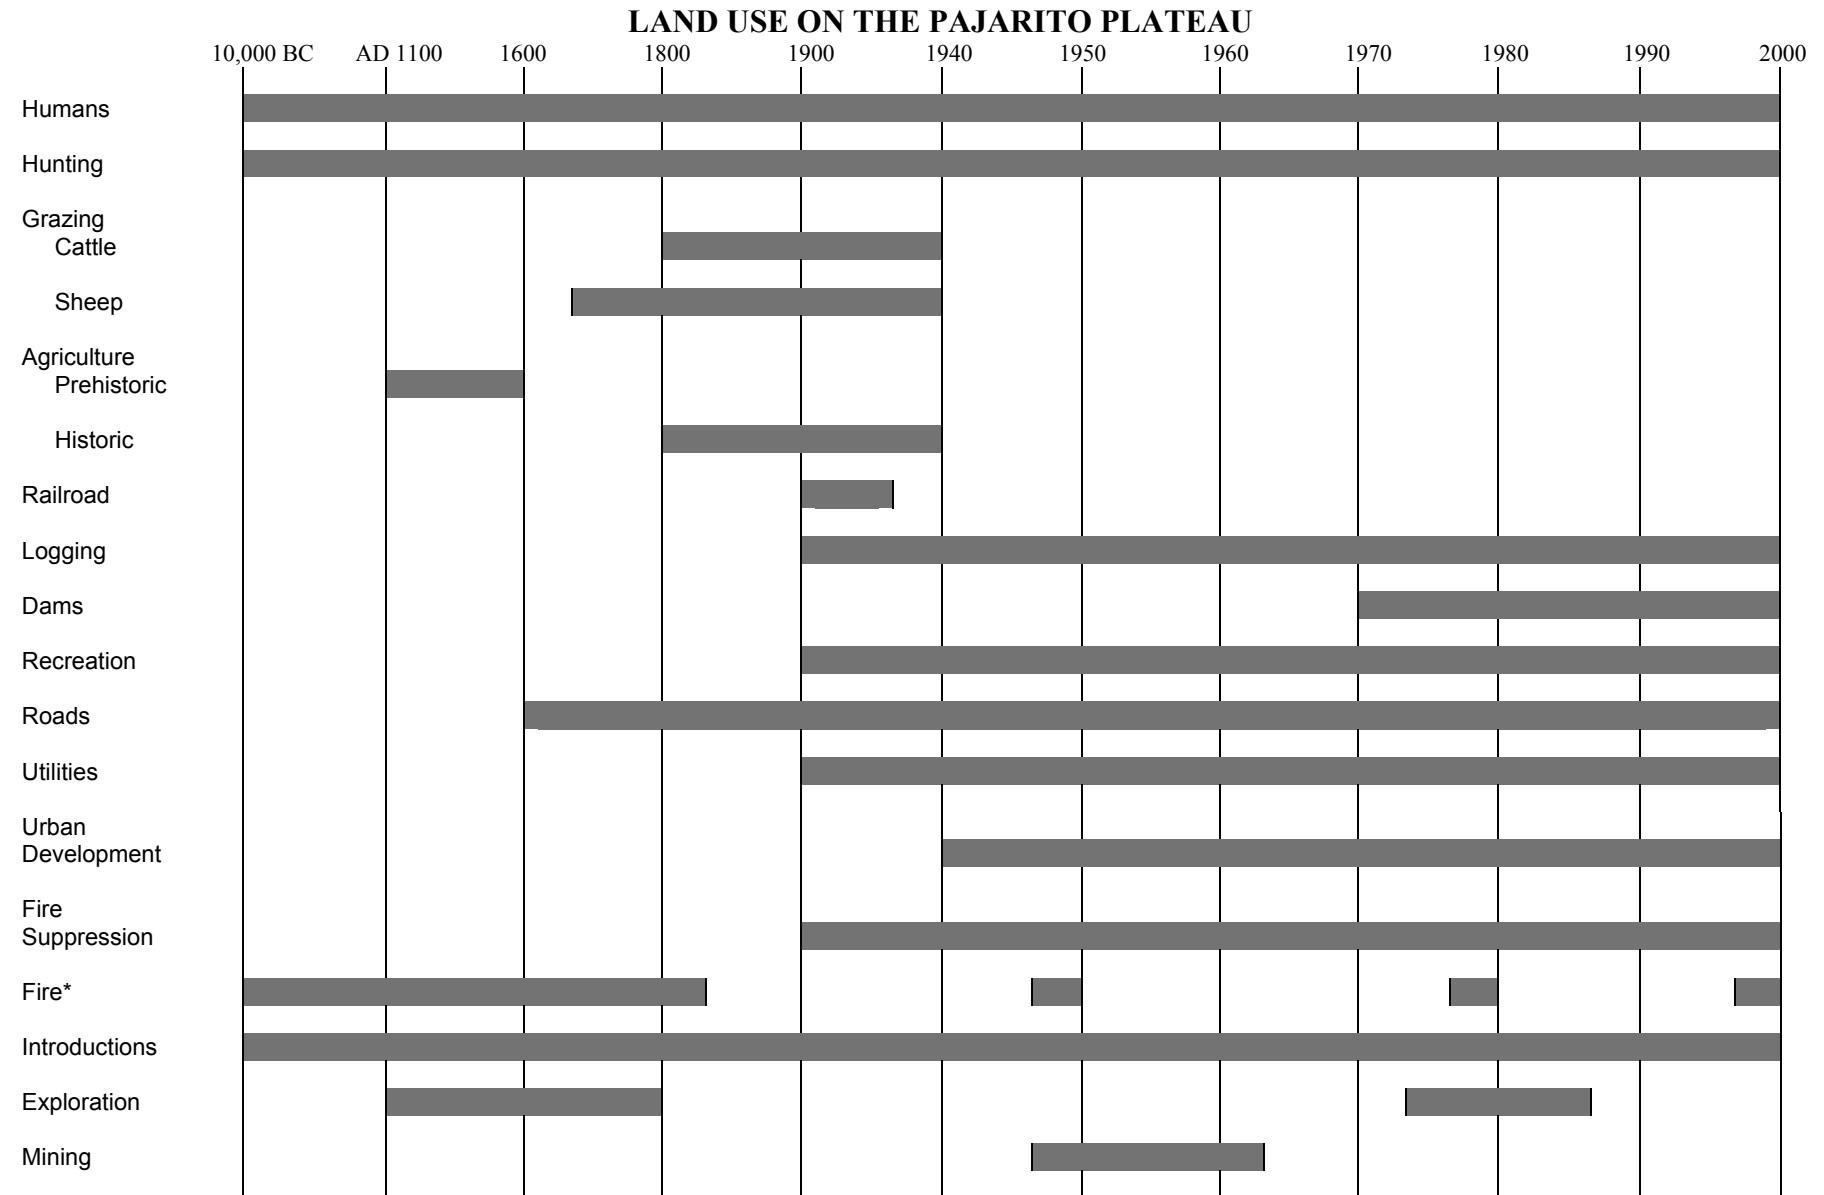 LAND USE ON THE PAJARITO PLATEAU
10,000 BC AD 1100 1600 1800 1900 1940 1950 1960 1970 1980 1990 2000
Humans
Hunting
Grazing
Cattle
Sheep
Agriculture
Prehistoric
Historic
Railroad
Logging
Dams
Recreation
Roads
Utilities
Urban
Development
Fire
Suppression
Fire*
Introductions
Exploration
Mining